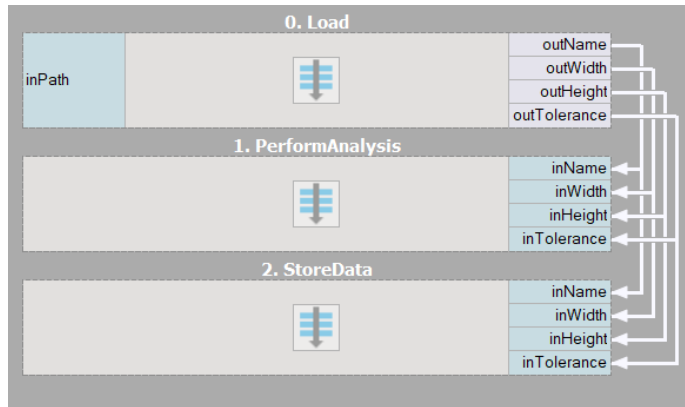 0. Load
inPath
outName
outWidth
outHeight
outTolerance
1. PerformAnalysis
inName
inWidth
inHeight
inTolerance
2. StoreData
inName
inWidth
inHeight
inTolerance